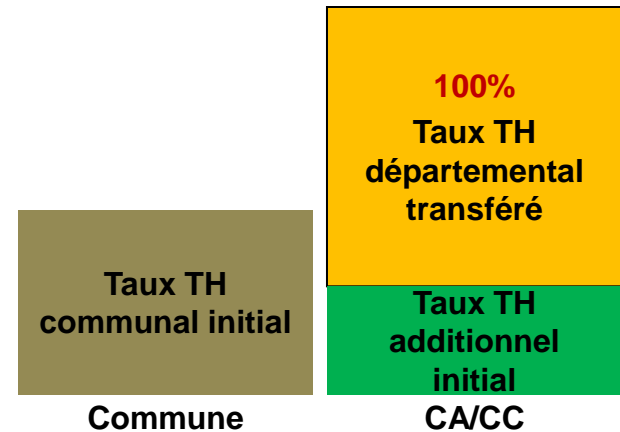 100%
Taux TH
départemental
transféré
Taux TH
communal initial
Taux TH
additionnel
initial
Commune
CA/CC